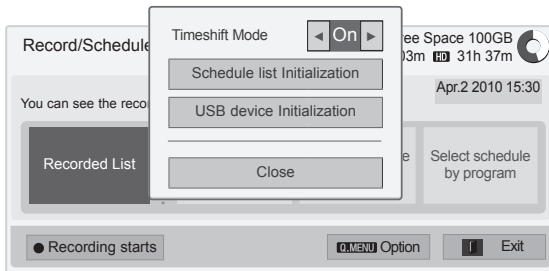 Record/Schedule
ree Space 100GB
03m HD 31h 37m
Apr.2 2010 15:30
You can see the reco
Timeshift Mode
◄ On ►
Schedule list Initialization
USB device Initialization
Close
Recorded List
e
Select schedule
by program
● Recording starts
Q.MENU Option
Exit